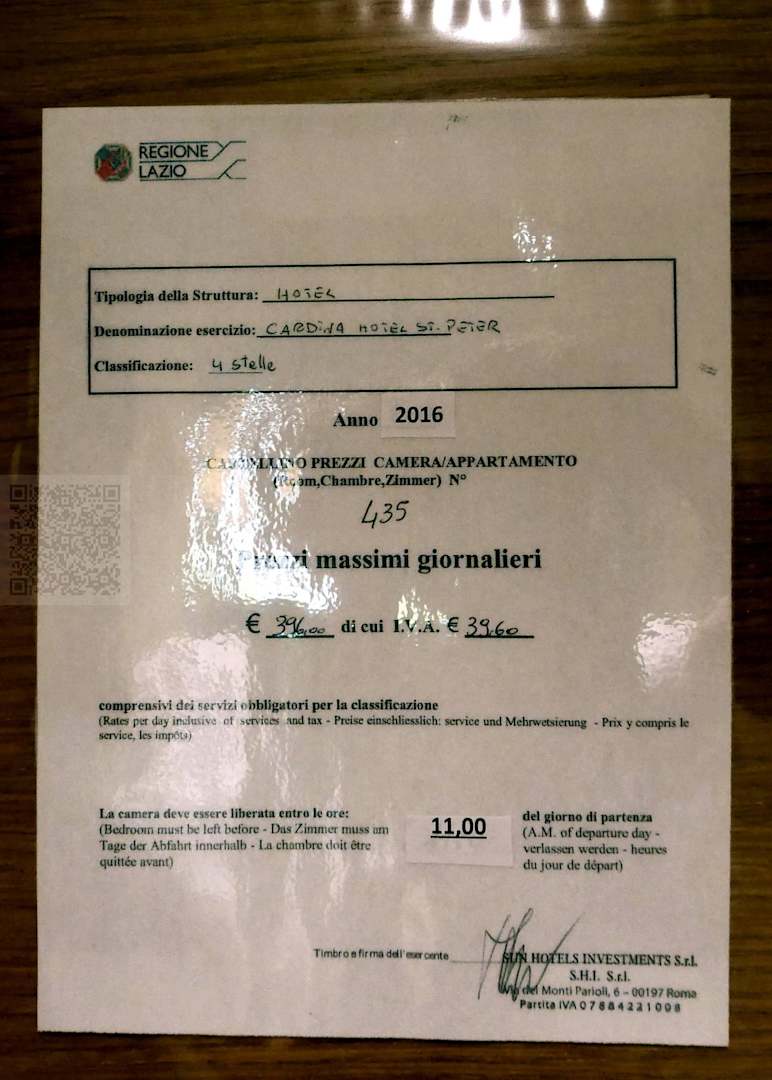 REGIONE
LAZIO
Tipologia della Struttura: HOTEL
Denominazione esercizio: CARDINA HOTEL ST. PETER
Classificazione: 4 stelle
Anno 2016
CARTELLINO PREZZI CAMERA/APPARTAMENTO
(Room,Chambre,Zimmer) N°
435
Prezzi massimi giornalieri
€ 396,00 di cui I.V.A. € 39,60
comprensivi dei servizi obbligatori per la classificazione
(Rates per day inclusive of services and tax - Preise einschliesslich: service und Mehrwetsierung - Prix y compris le
service, les impôts)
La camera deve essere liberata entro le ore:
(Bedroom must be left before - Das Zimmer muss am
Tage der Abfahrt innerhalb - La chambre doit être
quittée avant)
11,00
del giorno di partenza
(A.M. of departure day -
verlassen werden - heures
du jour de départ)
Timbro e firma dell'esercente
SUN HOTELS INVESTMENTS S.r.l.
S.H.I. S.r.l.
Via dei Monti Parioli, 6 - 00197 Roma
Partita IVA 07884221008